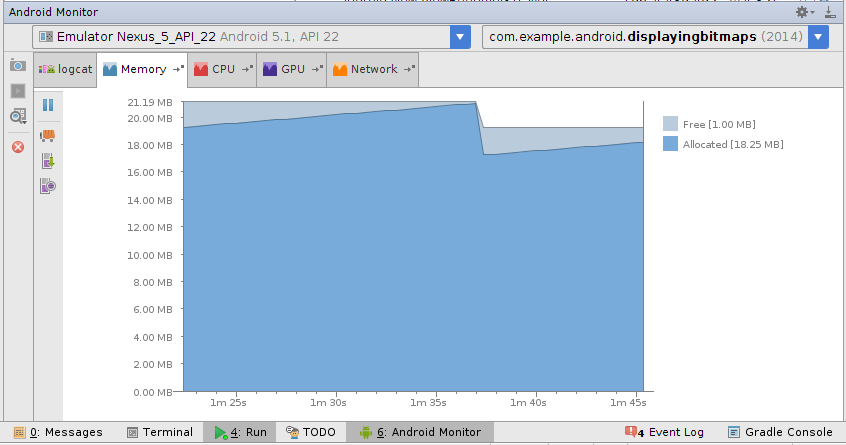 Android Monitor
Emulator Nexus_5_API_22 Android 5.1, API 22
com.example.android.displayingbitmaps (2014)
logcat
Memory
CPU
GPU
Network
21.19 MB
20.00 MB
18.00 MB
16.00 MB
14.00 MB
12.00 MB
10.00 MB
8.00 MB
6.00 MB
4.00 MB
2.00 MB
0.00 MB
Free [1.00 MB]
Allocated [18.25 MB]
1m 25s 1m 30s 1m 35s 1m 40s 1m 45s
0: Messages Terminal 4: Run TODO 6: Android Monitor 4 Event Log Gradle Console